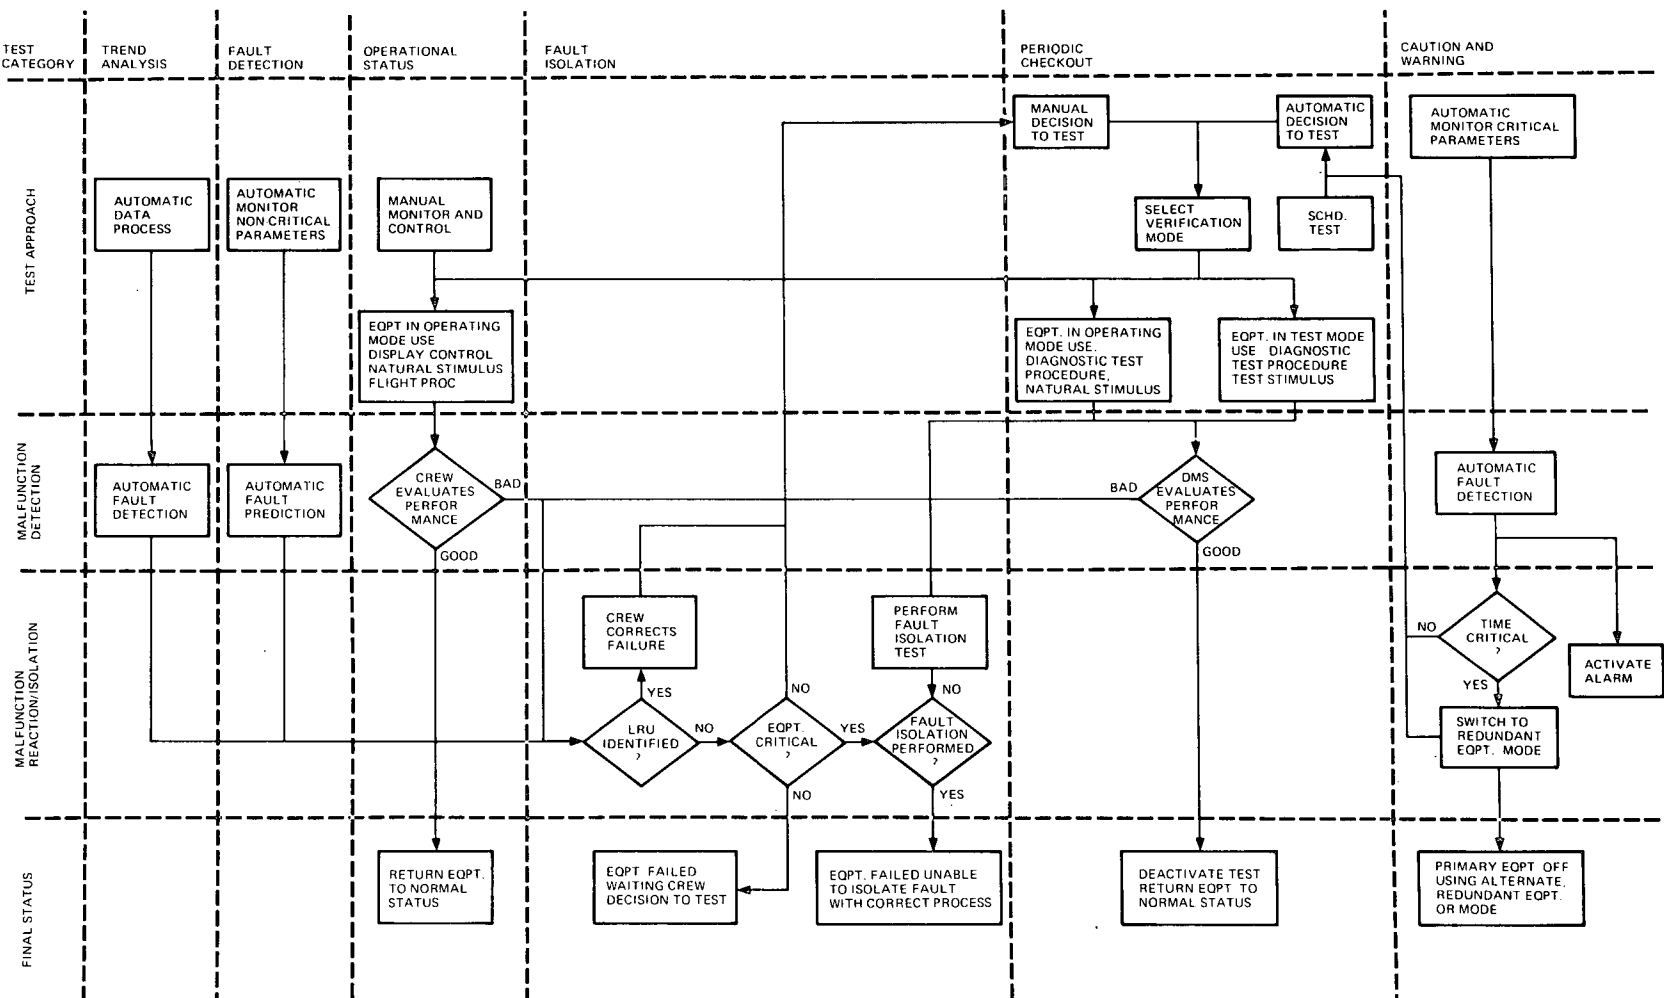 TEST
CATEGORY
TREND
ANALYSIS
FAULT
DETECTION
OPERATIONAL
STATUS
FAULT
ISOLATION
PERIODIC
CHECKOUT
CAUTION AND
WARNING
TEST APPROACH
AUTOMATIC
DATA
PROCESS
AUTOMATIC
MONITOR
NON-CRITICAL
PARAMETERS
MANUAL
MONITOR AND
CONTROL
EQPT IN OPERATING
MODE USE
DISPLAY CONTROL
NATURAL STIMULUS
FLIGHT PROC
MANUAL
DECISION
TO TEST
AUTOMATIC
DECISION
TO TEST
SELECT
VERIFICATION
MODE
SCHD.
TEST
EQPT. IN OPERATING
MODE USE.
DIAGNOSTIC TEST
PROCEDURE,
NATURAL STIMULUS
EQPT. IN TEST MODE
USE DIAGNOSTIC
TEST PROCEDURE
TEST STIMULUS
AUTOMATIC
MONITOR CRITICAL
PARAMETERS
MALFUNCTION
DETECTION
AUTOMATIC
FAULT
DETECTION
AUTOMATIC
FAULT
PREDICTION
CREW
EVALUATES
PERFOR
MANCE
BAD
GOOD
BAD
DMS
EVALUATES
PERFOR
MANCE
GOOD
AUTOMATIC
FAULT
DETECTION
MALFUNCTION
REACTION/ISOLATION
CREW
CORRECTS
FAILURE
YES
LRU
IDENTIFIED
?
NO
NO
EQPT.
CRITICAL
?
YES
NO
PERFORM
FAULT
ISOLATION
TEST
NO
FAULT
ISOLATION
PERFORMED
?
YES
NO
TIME
CRITICAL
?
YES
ACTIVATE
ALARM
SWITCH TO
REDUNDANT
EQPT. MODE
FINAL STATUS
RETURN EQPT.
TO NORMAL
STATUS
EQPT FAILED
WAITING CREW
DECISION TO TEST
EQPT. FAILED UNABLE
TO ISOLATE FAULT
WITH CORRECT PROCESS
DEACTIVATE TEST
RETURN EQPT TO
NORMAL STATUS
PRIMARY EQPT OFF
USING ALTERNATE,
REDUNDANT EQPT.
OR MODE